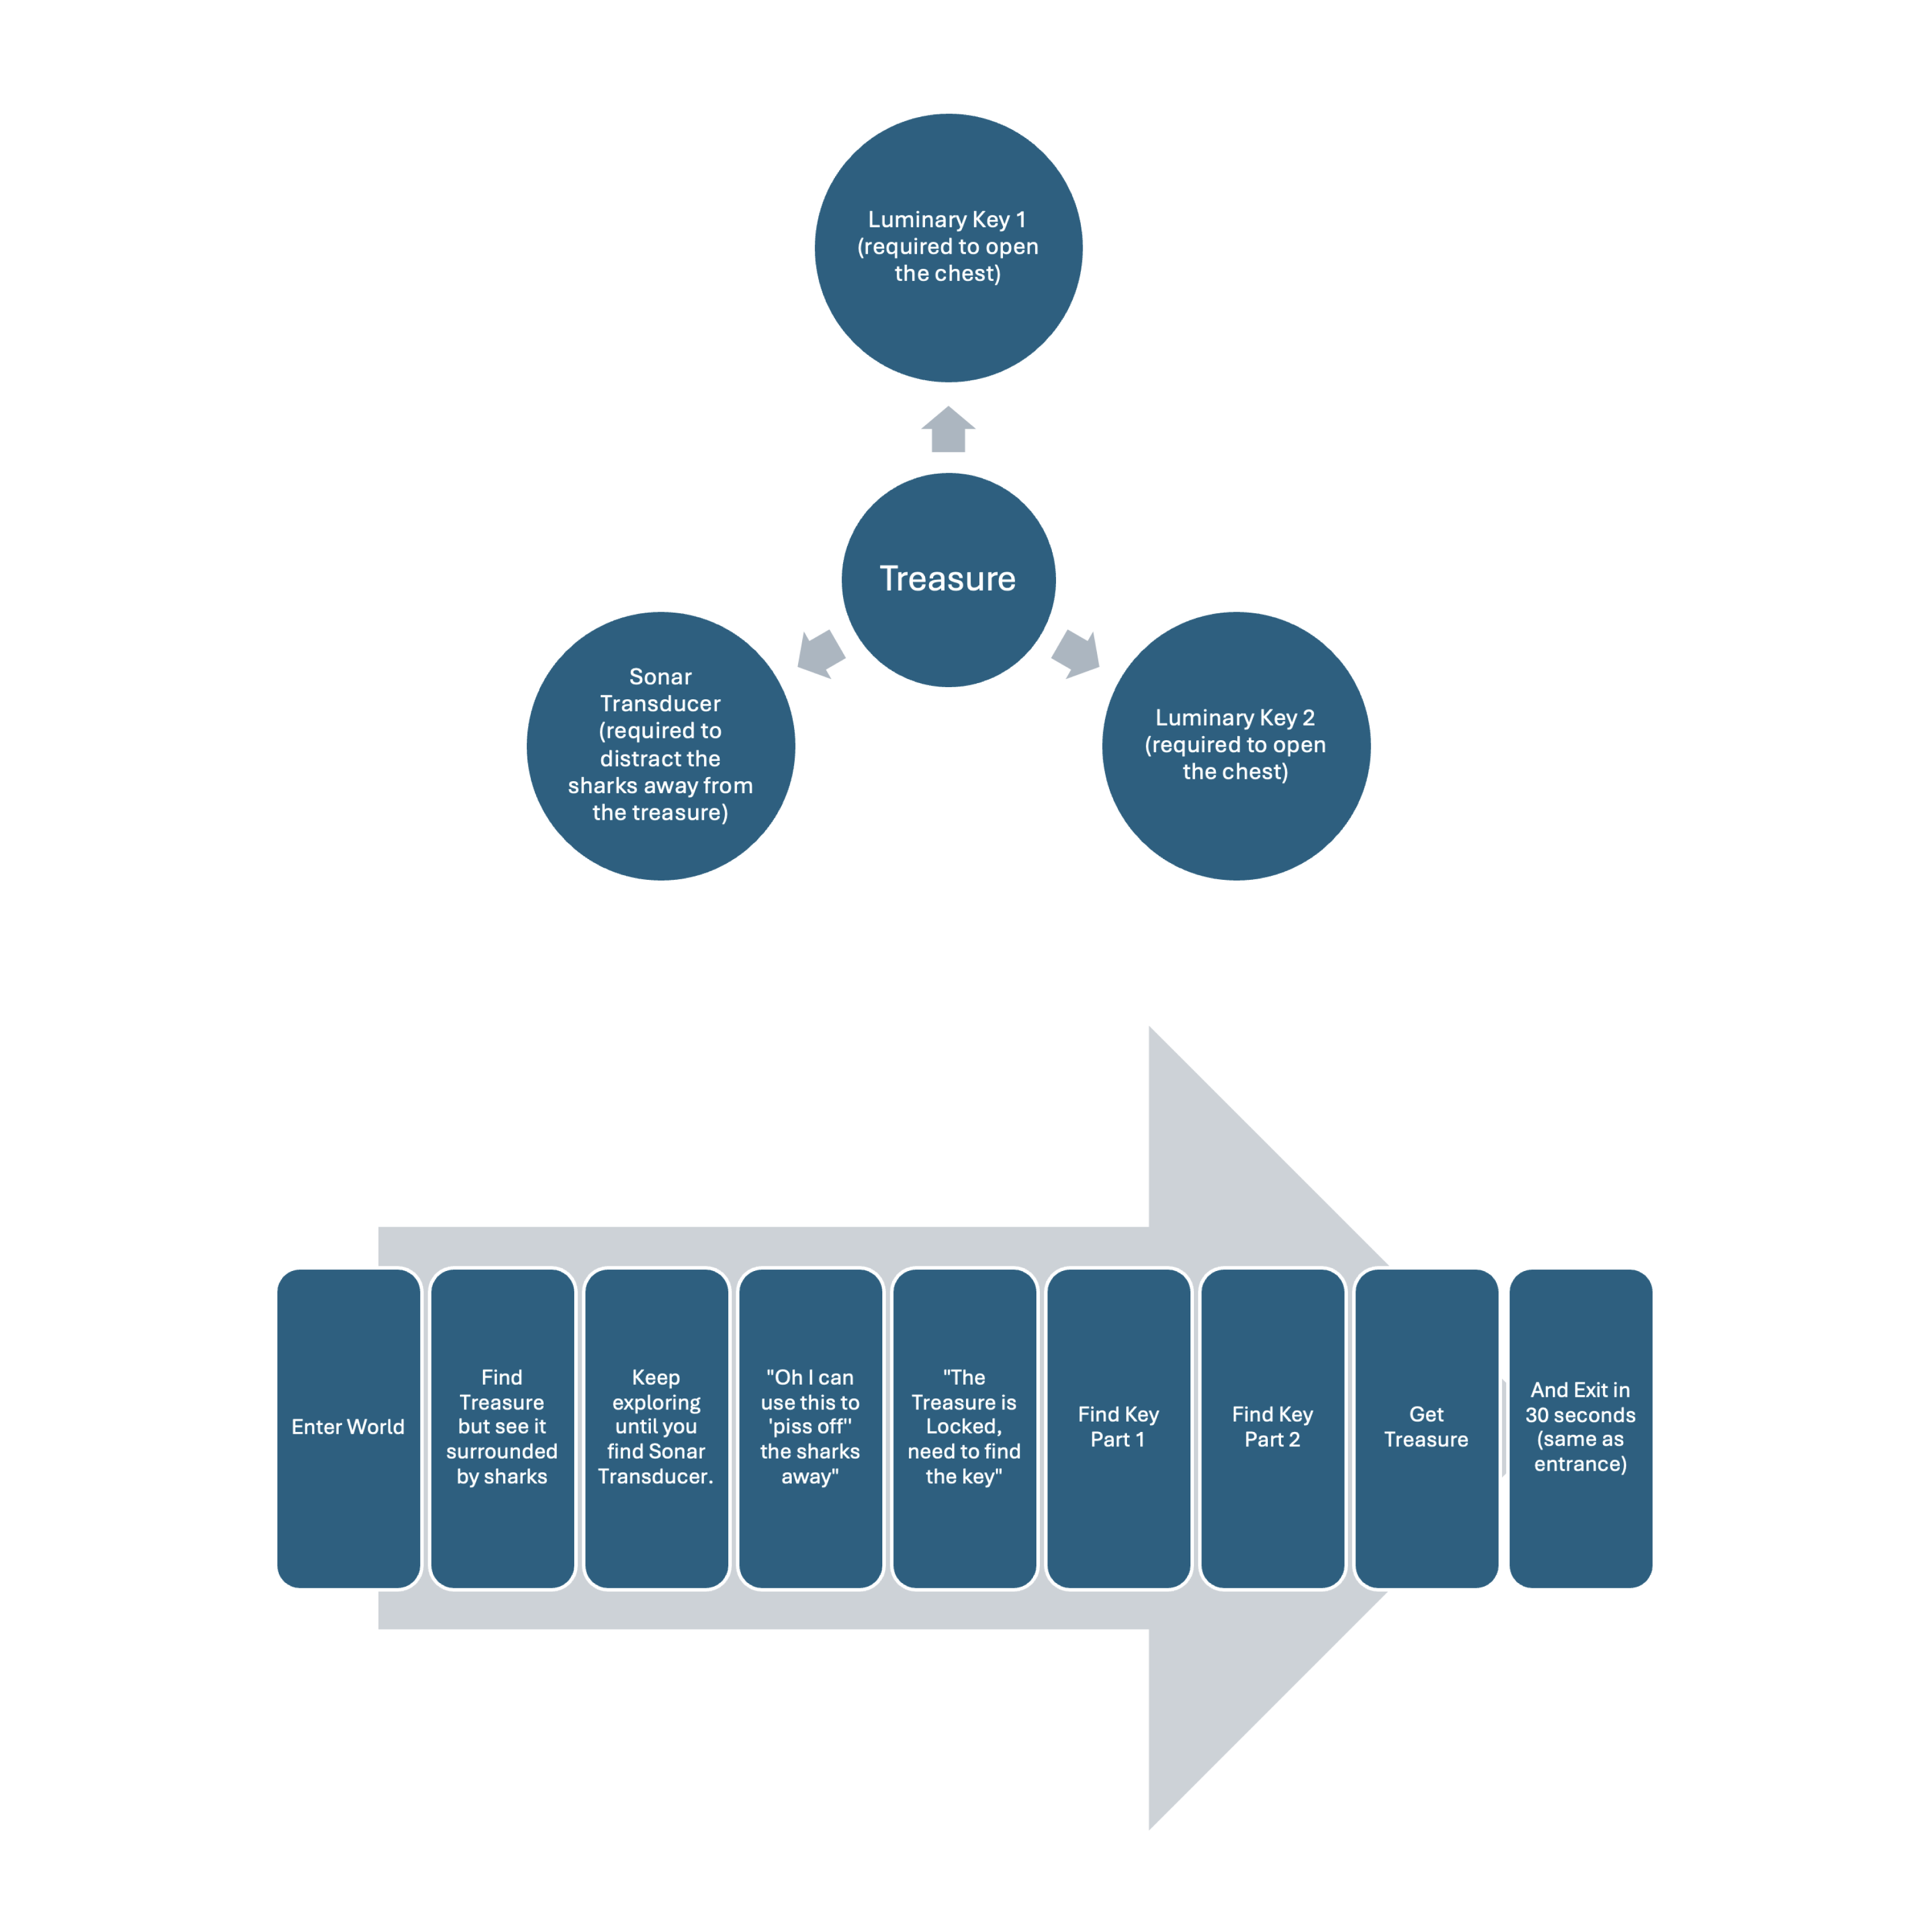 Luminary Key 1
(required to open
the chest)
Treasure
Sonar
Transducer
(required to
distract the
sharks away from
the treasure)
Luminary Key 2
(required to open
the chest)
Enter World
Find
Treasure
but see it
surrounded
by sharks
Keep
exploring
until you
find Sonar
Transducer.
"Oh I can
use this to
'piss off"
the sharks
away"
"The
Treasure is
Locked,
need to find
the key"
Find Key
Part 1
Find Key
Part 2
Get
Treasure
And Exit in
30 seconds
(same as
entrance)